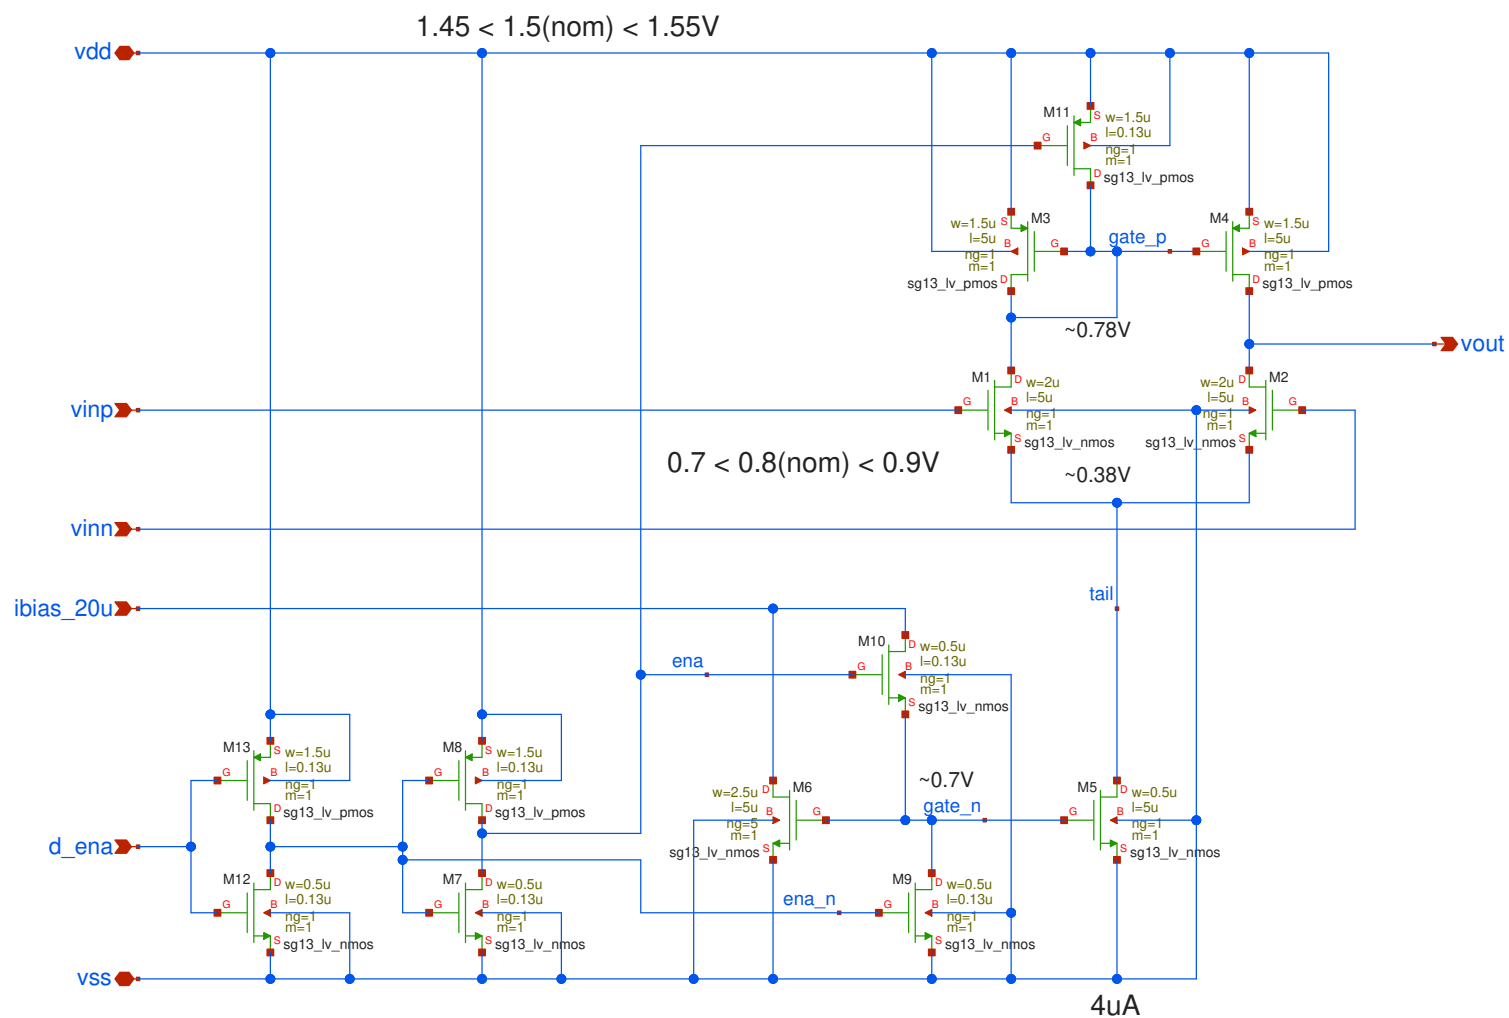 1.45 < 1.5(nom) < 1.55V
vdd
M11
S
w=1.5u
l=0.13u
G
B
ng=1
m=1
D
sg13_lv_pmos
M3
w=1.5u
S
l=5u
B
G
ng=1
m=1
D
sg13_lv_pmos
gate_p
M4
S
w=1.5u
l=5u
G
B
ng=1
m=1
D
sg13_lv_pmos
~0.78V
vout
M1
D
w=2u
l=5u
G
B
ng=1
m=1
S
sg13_lv_nmos
M2
w=2u
D
l=5u
B
G
ng=1
m=1
S
sg13_lv_nmos
vinp
0.7 < 0.8(nom) < 0.9V
~0.38V
vinn
ibias_20u
tail
M10
D
w=0.5u
l=0.13u
G
B
ng=1
m=1
S
sg13_lv_nmos
ena
M13
S
w=1.5u
l=0.13u
G
B
ng=1
m=1
D
sg13_lv_pmos
M8
S
w=1.5u
l=0.13u
G
B
ng=1
m=1
D
sg13_lv_pmos
M6
w=2.5u
D
l=5u
B
G
ng=5
m=1
S
sg13_lv_nmos
~0.7V
gate_n
M5
D
w=0.5u
l=5u
G
B
ng=1
m=1
S
sg13_lv_nmos
d_ena
M12
D
w=0.5u
l=0.13u
G
B
ng=1
m=1
S
sg13_lv_nmos
M7
D
w=0.5u
l=0.13u
G
B
ng=1
m=1
S
sg13_lv_nmos
ena_n
M9
D
w=0.5u
l=0.13u
G
B
ng=1
m=1
S
sg13_lv_nmos
vss
4uA